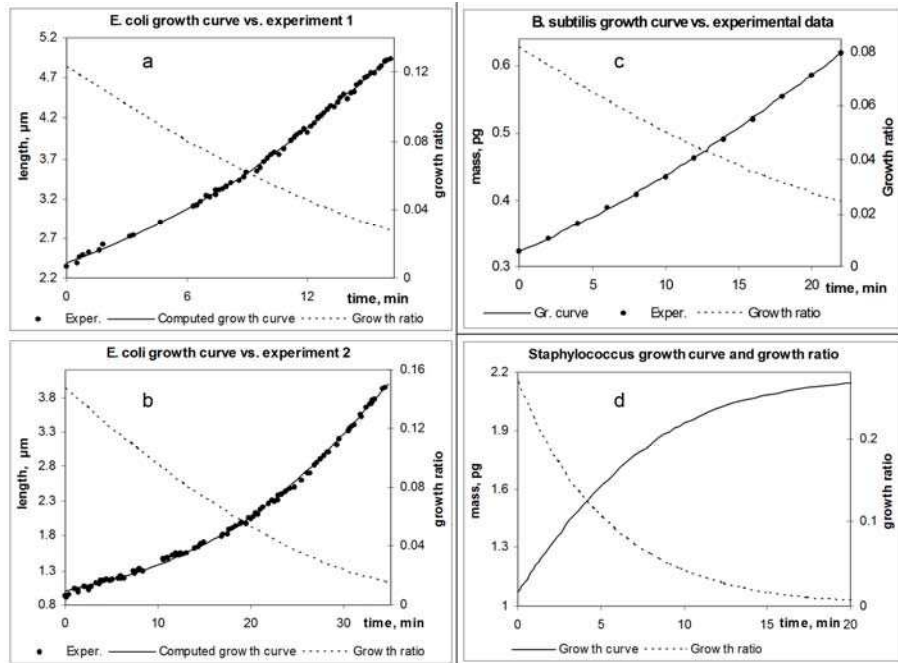 E. coli growth curve vs. experiment 1
a
length, µm
5.2
4.7
4.2
3.7
3.2
2.7
2.2
0.12
0.08
0.04
0
growth ratio
0 6 12
time, min
Exper. Computed growth curve Growth ratio
B. subtilis growth curve vs. experimental data
c
mass, pg
0.6
0.5
0.4
0.3
0.08
0.06
0.04
0.02
0
Growth ratio
0 5 10 15 20
time, min
Gr. curve Exper. Growth ratio
E. coli growth curve vs. experiment 2
b
length, µm
3.8
3.3
2.8
2.3
1.8
1.3
0.8
0.16
0.12
0.08
0.04
0
growth ratio
0 10 20 30
time, min
Exper. Computed growth curve Growth ratio
Staphylococcus growth curve and growth ratio
d
mass, pg
2.2
1.9
1.6
1.3
1
0.2
0.1
0
growth ratio
0 5 10 15 20
time, min
Growth curve Growth ratio